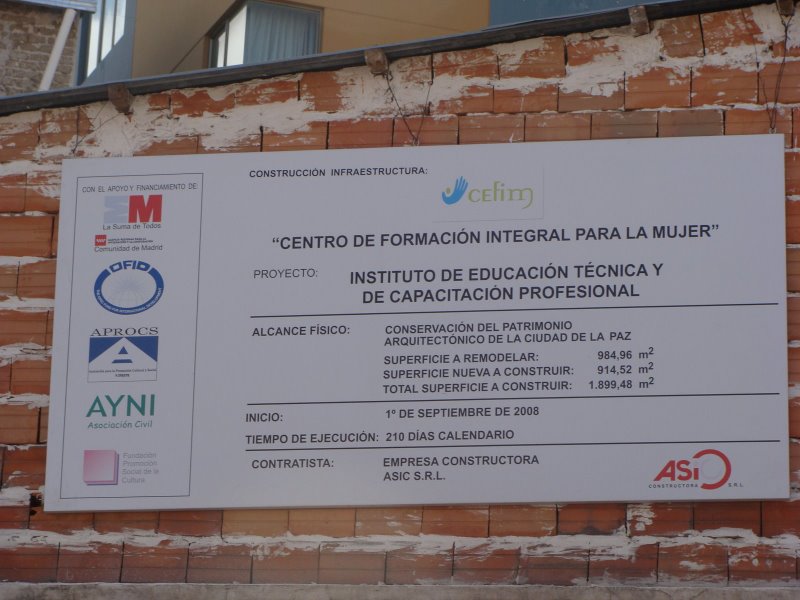 CON EL APOYO Y FINANCIAMIENTO DE:
EM
La Suma de Todos
Comunidad de Madrid
OFID
APROCS
AYNI
Asociación Civil
Fundación
Promoción
Social de la
Cultura
CONSTRUCCIÓN INFRAESTRUCTURA:
cefim
“CENTRO DE FORMACIÓN INTEGRAL PARA LA MUJER”
PROYECTO: INSTITUTO DE EDUCACIÓN TÉCNICA Y
DE CAPACITACIÓN PROFESIONAL
ALCANCE FÍSICO: CONSERVACIÓN DEL PATRIMONIO
ARQUITECTÓNICO DE LA CIUDAD DE LA PAZ
SUPERFICIE A REMODELAR: 984,96 m2
SUPERFICIE NUEVA A CONSTRUIR: 914,52 m2
TOTAL SUPERFICIE A CONSTRUIR: 1.899,48 m2
INICIO: 1º DE SEPTIEMBRE DE 2008
TIEMPO DE EJECUCIÓN: 210 DÍAS CALENDARIO
CONTRATISTA: EMPRESA CONSTRUCTORA
ASIC S.R.L.
ASiC
CONSTRUCTORA S.R.L.